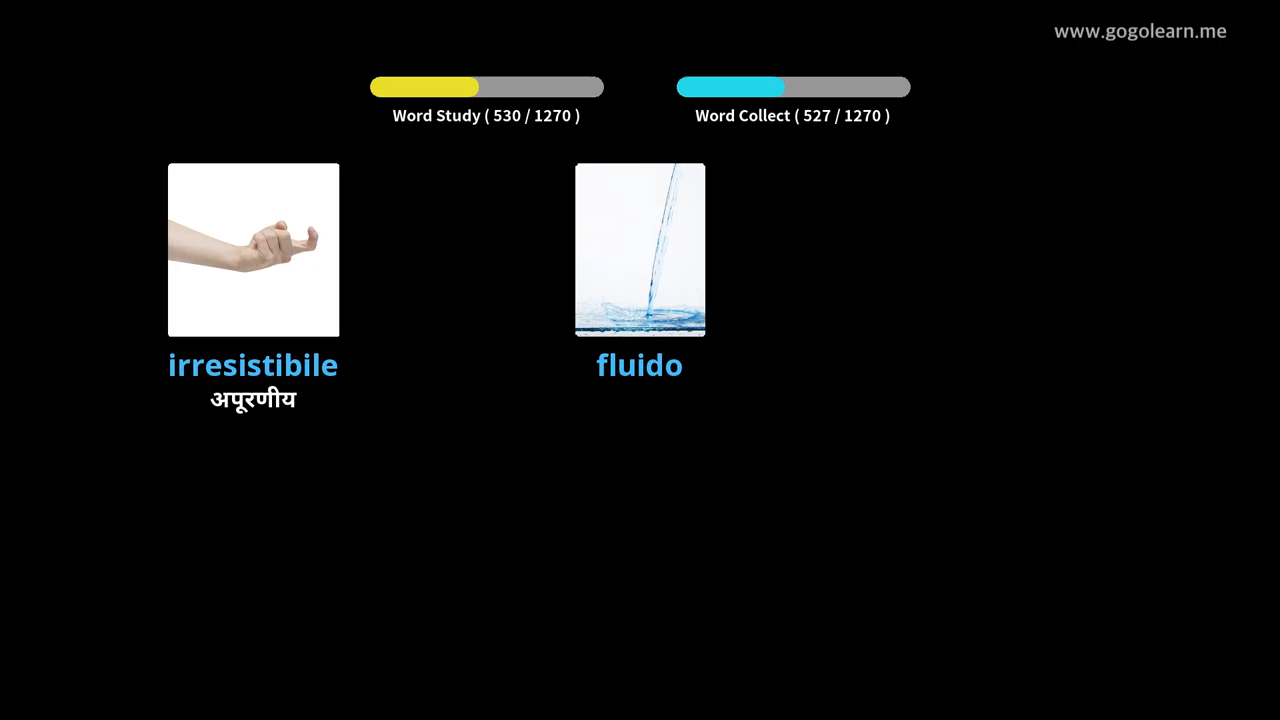 www.gogolearn.me
Word Study ( 530 / 1270 )
Word Collect ( 527 / 1270 )
irresistibile
अपूरणीय
fluido